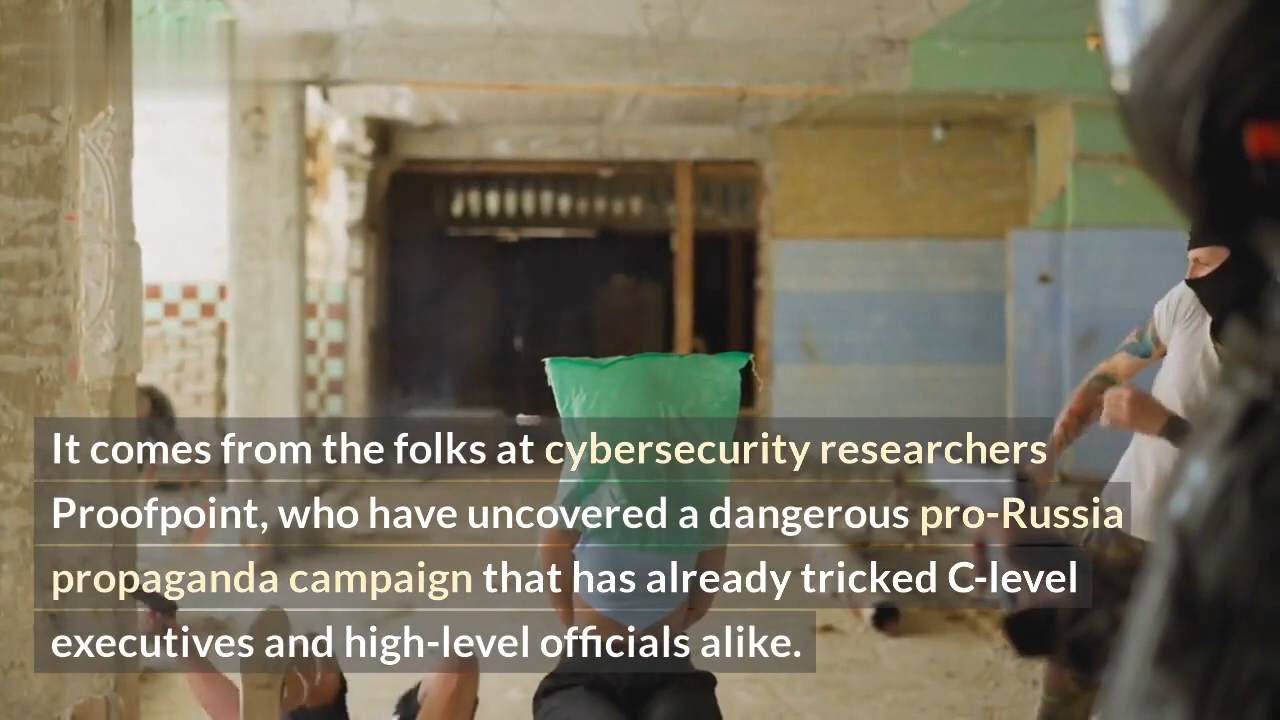 It comes from the folks at cybersecurity researchers
Proofpoint, who have uncovered a dangerous pro-Russia
propaganda campaign that has already tricked C-level
executives and high-level officials alike.